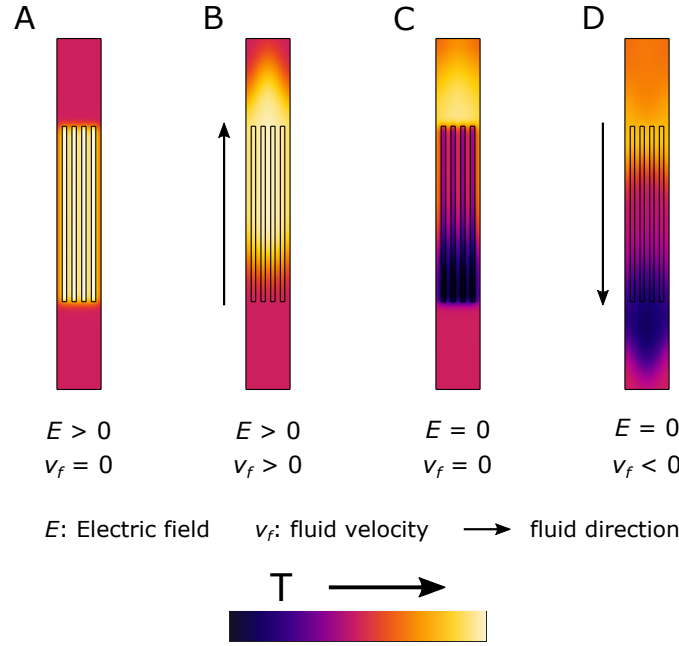 A B C D
E > 0 E > 0 E = 0 E = 0
v_f = 0 v_f > 0 v_f = 0 v_f < 0
E: Electric field v_f: fluid velocity fluid direction
T